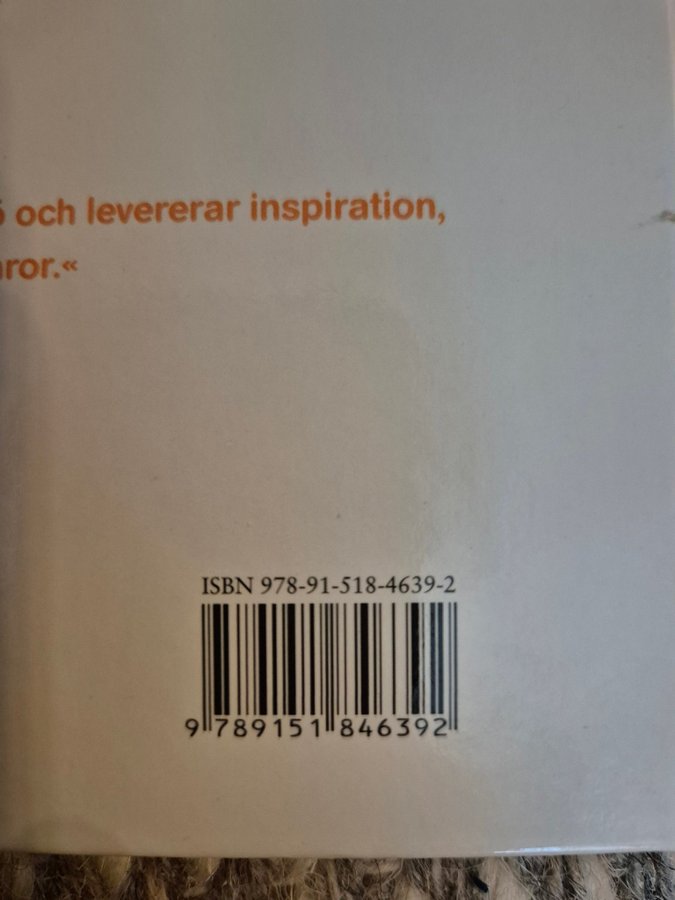 och levererar inspiration,
ISBN 978-91-518-4639-2
9 789151 846392